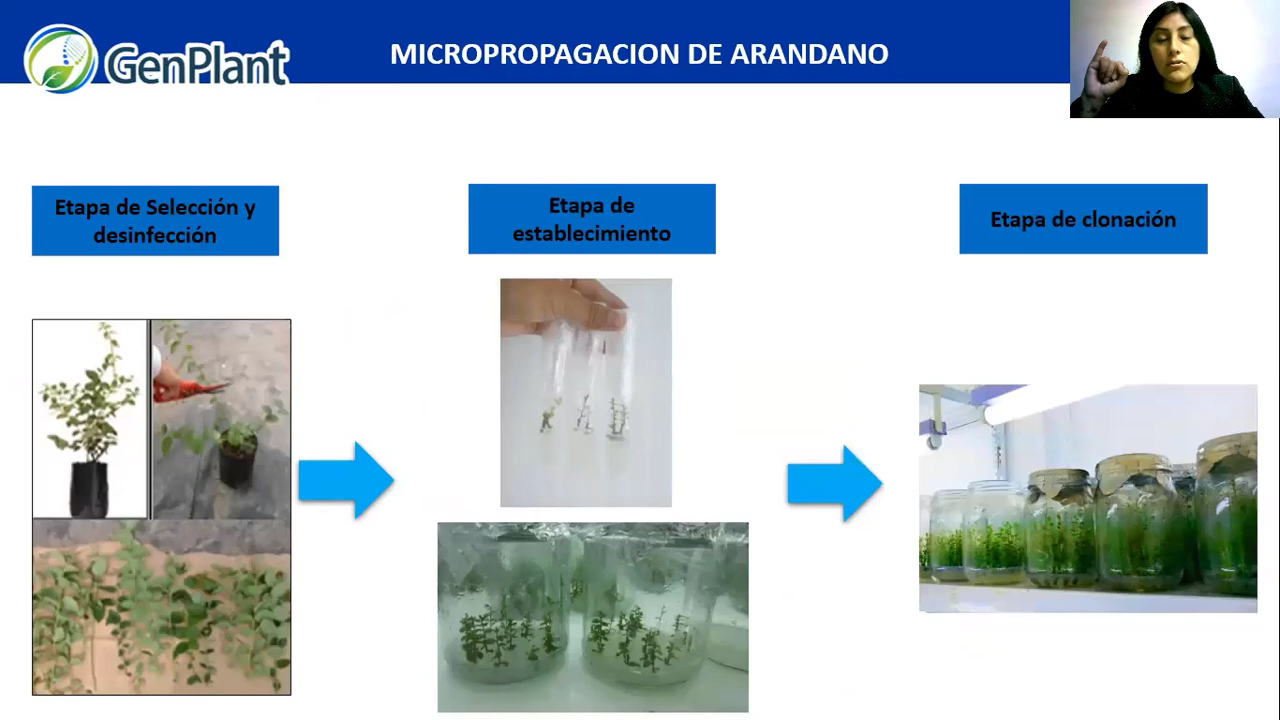 GenPlant
MICROPROPAGACION DE ARANDANO
Etapa de Selección y
desinfección
Etapa de
establecimiento
Etapa de clonación